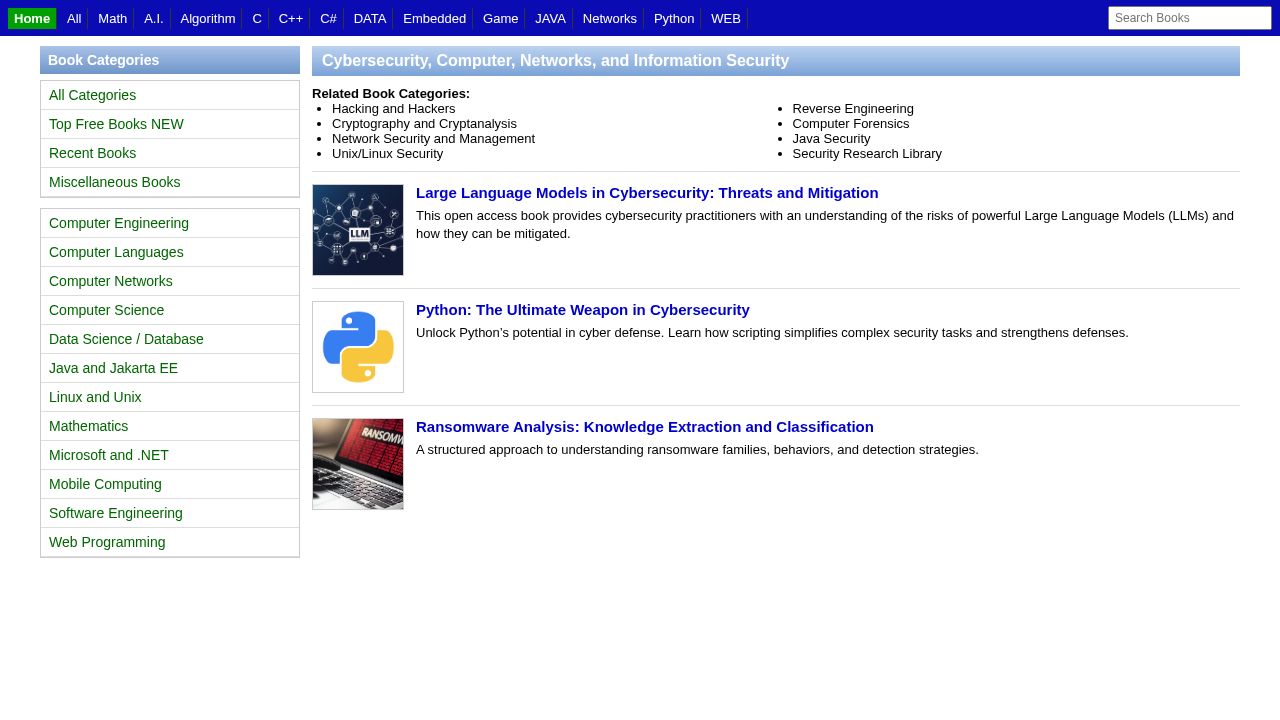 Home All Math A.I. Algorithm C C++ C# DATA Embedded Game JAVA Networks Python WEB Search Books
Book Categories
All Categories
Top Free Books NEW
Recent Books
Miscellaneous Books
Computer Engineering
Computer Languages
Computer Networks
Computer Science
Data Science / Database
Java and Jakarta EE
Linux and Unix
Mathematics
Microsoft and .NET
Mobile Computing
Software Engineering
Web Programming
Cybersecurity, Computer, Networks, and Information Security
Related Book Categories:
Hacking and Hackers
Cryptography and Cryptanalysis
Network Security and Management
Unix/Linux Security
Reverse Engineering
Computer Forensics
Java Security
Security Research Library
LLM
Large Language Models in Cybersecurity: Threats and Mitigation
This open access book provides cybersecurity practitioners with an understanding of the risks of powerful Large Language Models (LLMs) and
how they can be mitigated.
Python: The Ultimate Weapon in Cybersecurity
Unlock Python’s potential in cyber defense. Learn how scripting simplifies complex security tasks and strengthens defenses.
Ransomware Analysis: Knowledge Extraction and Classification
A structured approach to understanding ransomware families, behaviors, and detection strategies.